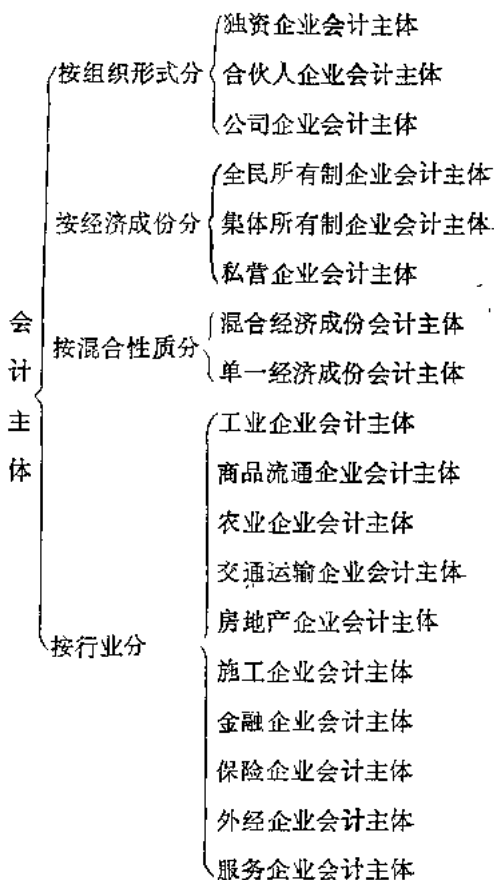 会计主体
按组织形式分
独资企业会计主体
合伙人企业会计主体
公司企业会计主体
按经济成份分
全民所有制企业会计主体
集体所有制企业会计主体
私营企业会计主体
按混合性质分
混合经济成份会计主体
单一经济成份会计主体
按行业分
工业企业会计主体
商品流通企业会计主体
农业企业会计主体
交通运输企业会计主体
房地产企业会计主体
施工企业会计主体
金融企业会计主体
保险企业会计主体
外经企业会计主体
服务企业会计主体